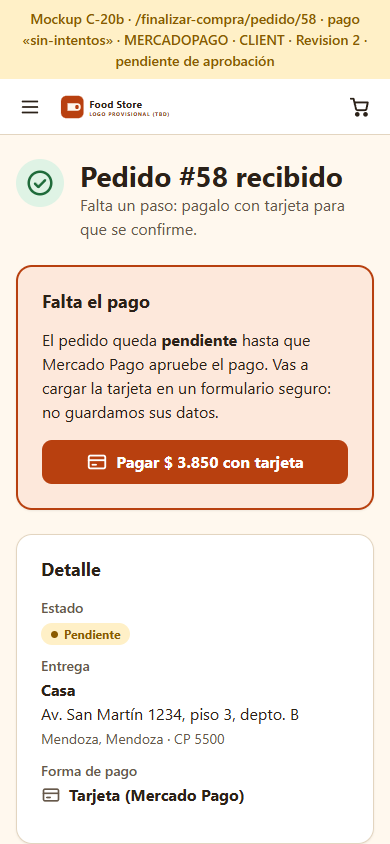 Mockup C-20b · /finalizar-compra/pedido/58 · pago
«sin-intentos» · MERCADOPAGO · CLIENT · Revision 2 ·
pendiente de aprobación
Food Store
LOGO PROVISIONAL (TBD)
Pedido #58 recibido
Falta un paso: pagalo con tarjeta para
que se confirme.
Falta el pago
El pedido queda pendiente hasta que
Mercado Pago apruebe el pago. Vas a
cargar la tarjeta en un formulario seguro:
no guardamos sus datos.
Pagar $ 3.850 con tarjeta
Detalle
Estado
Pendiente
Entrega
Casa
Av. San Martín 1234, piso 3, depto. B
Mendoza, Mendoza · CP 5500
Forma de pago
Tarjeta (Mercado Pago)